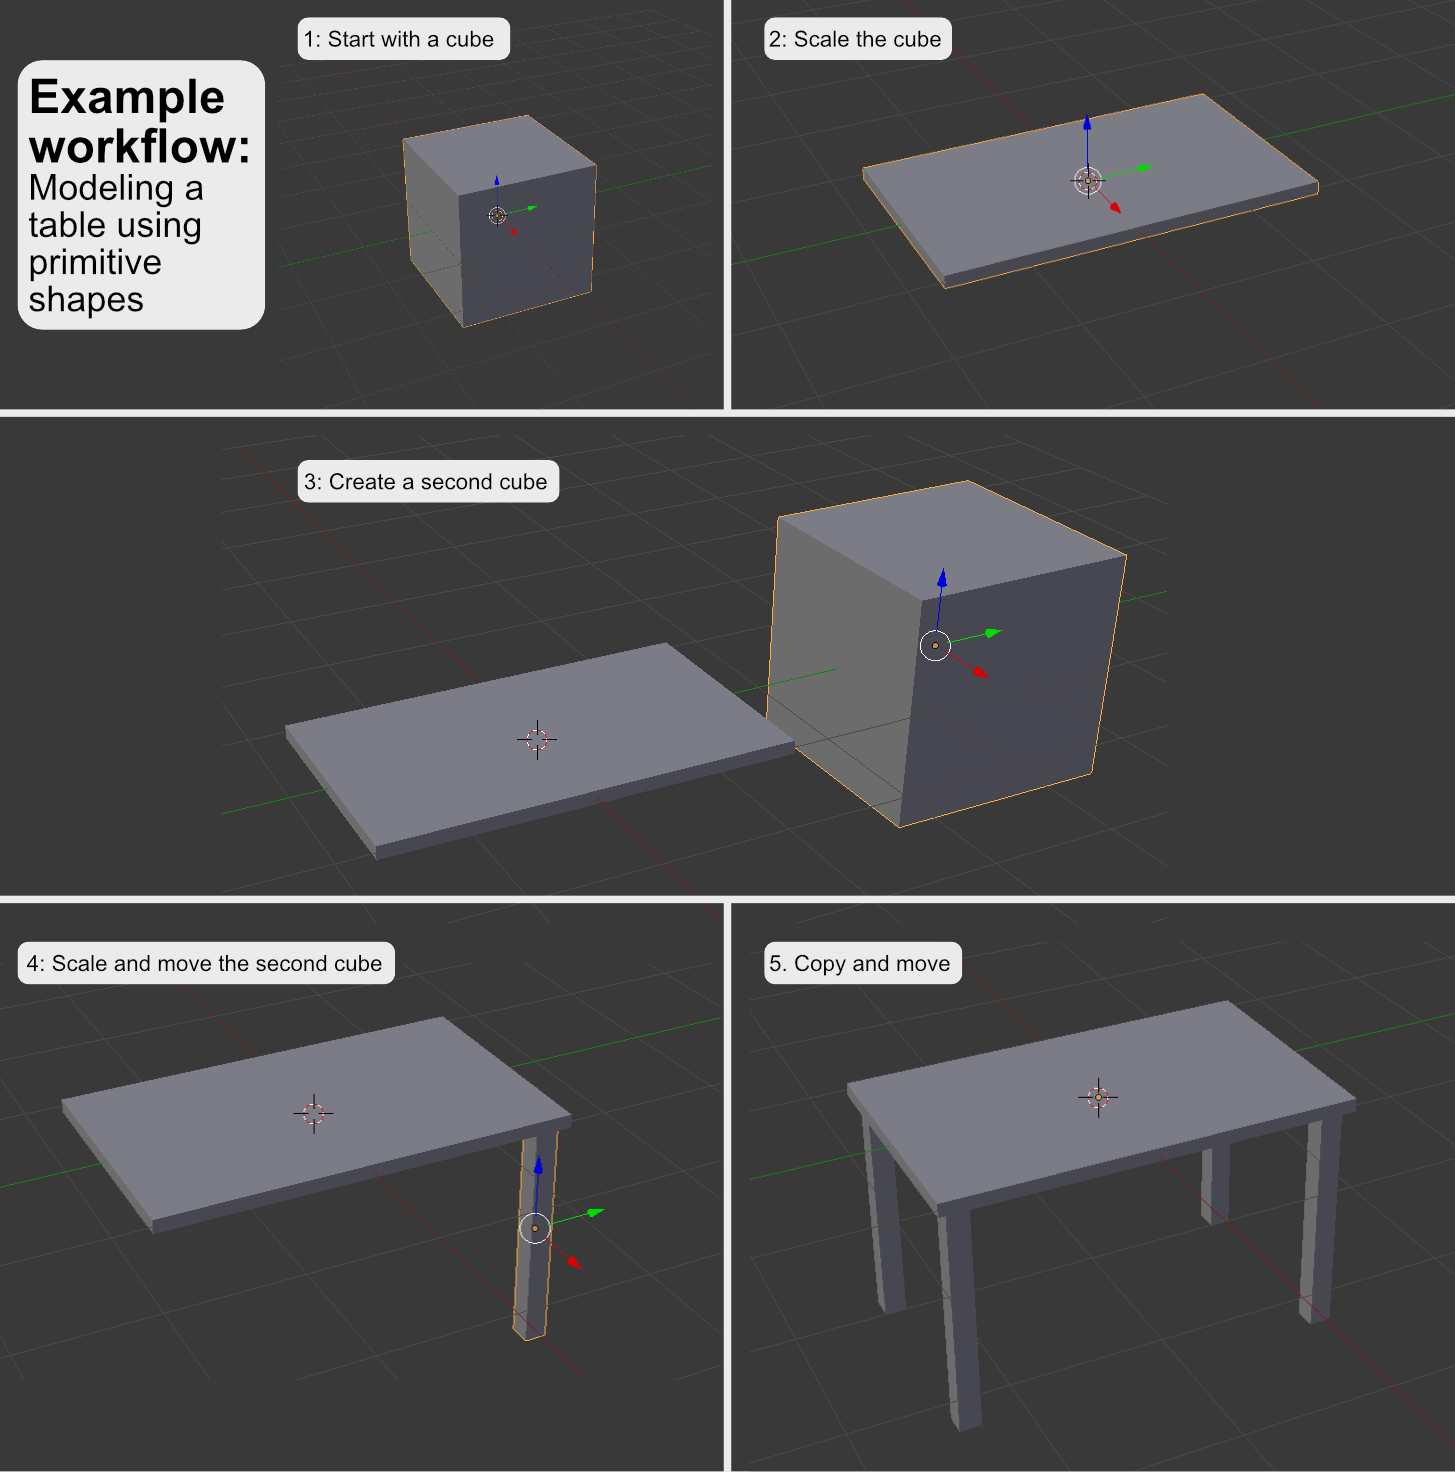 Example
workflow:
Modeling a
table using
primitive
shapes
1: Start with a cube
2: Scale the cube
3: Create a second cube
4: Scale and move the second cube
5. Copy and move